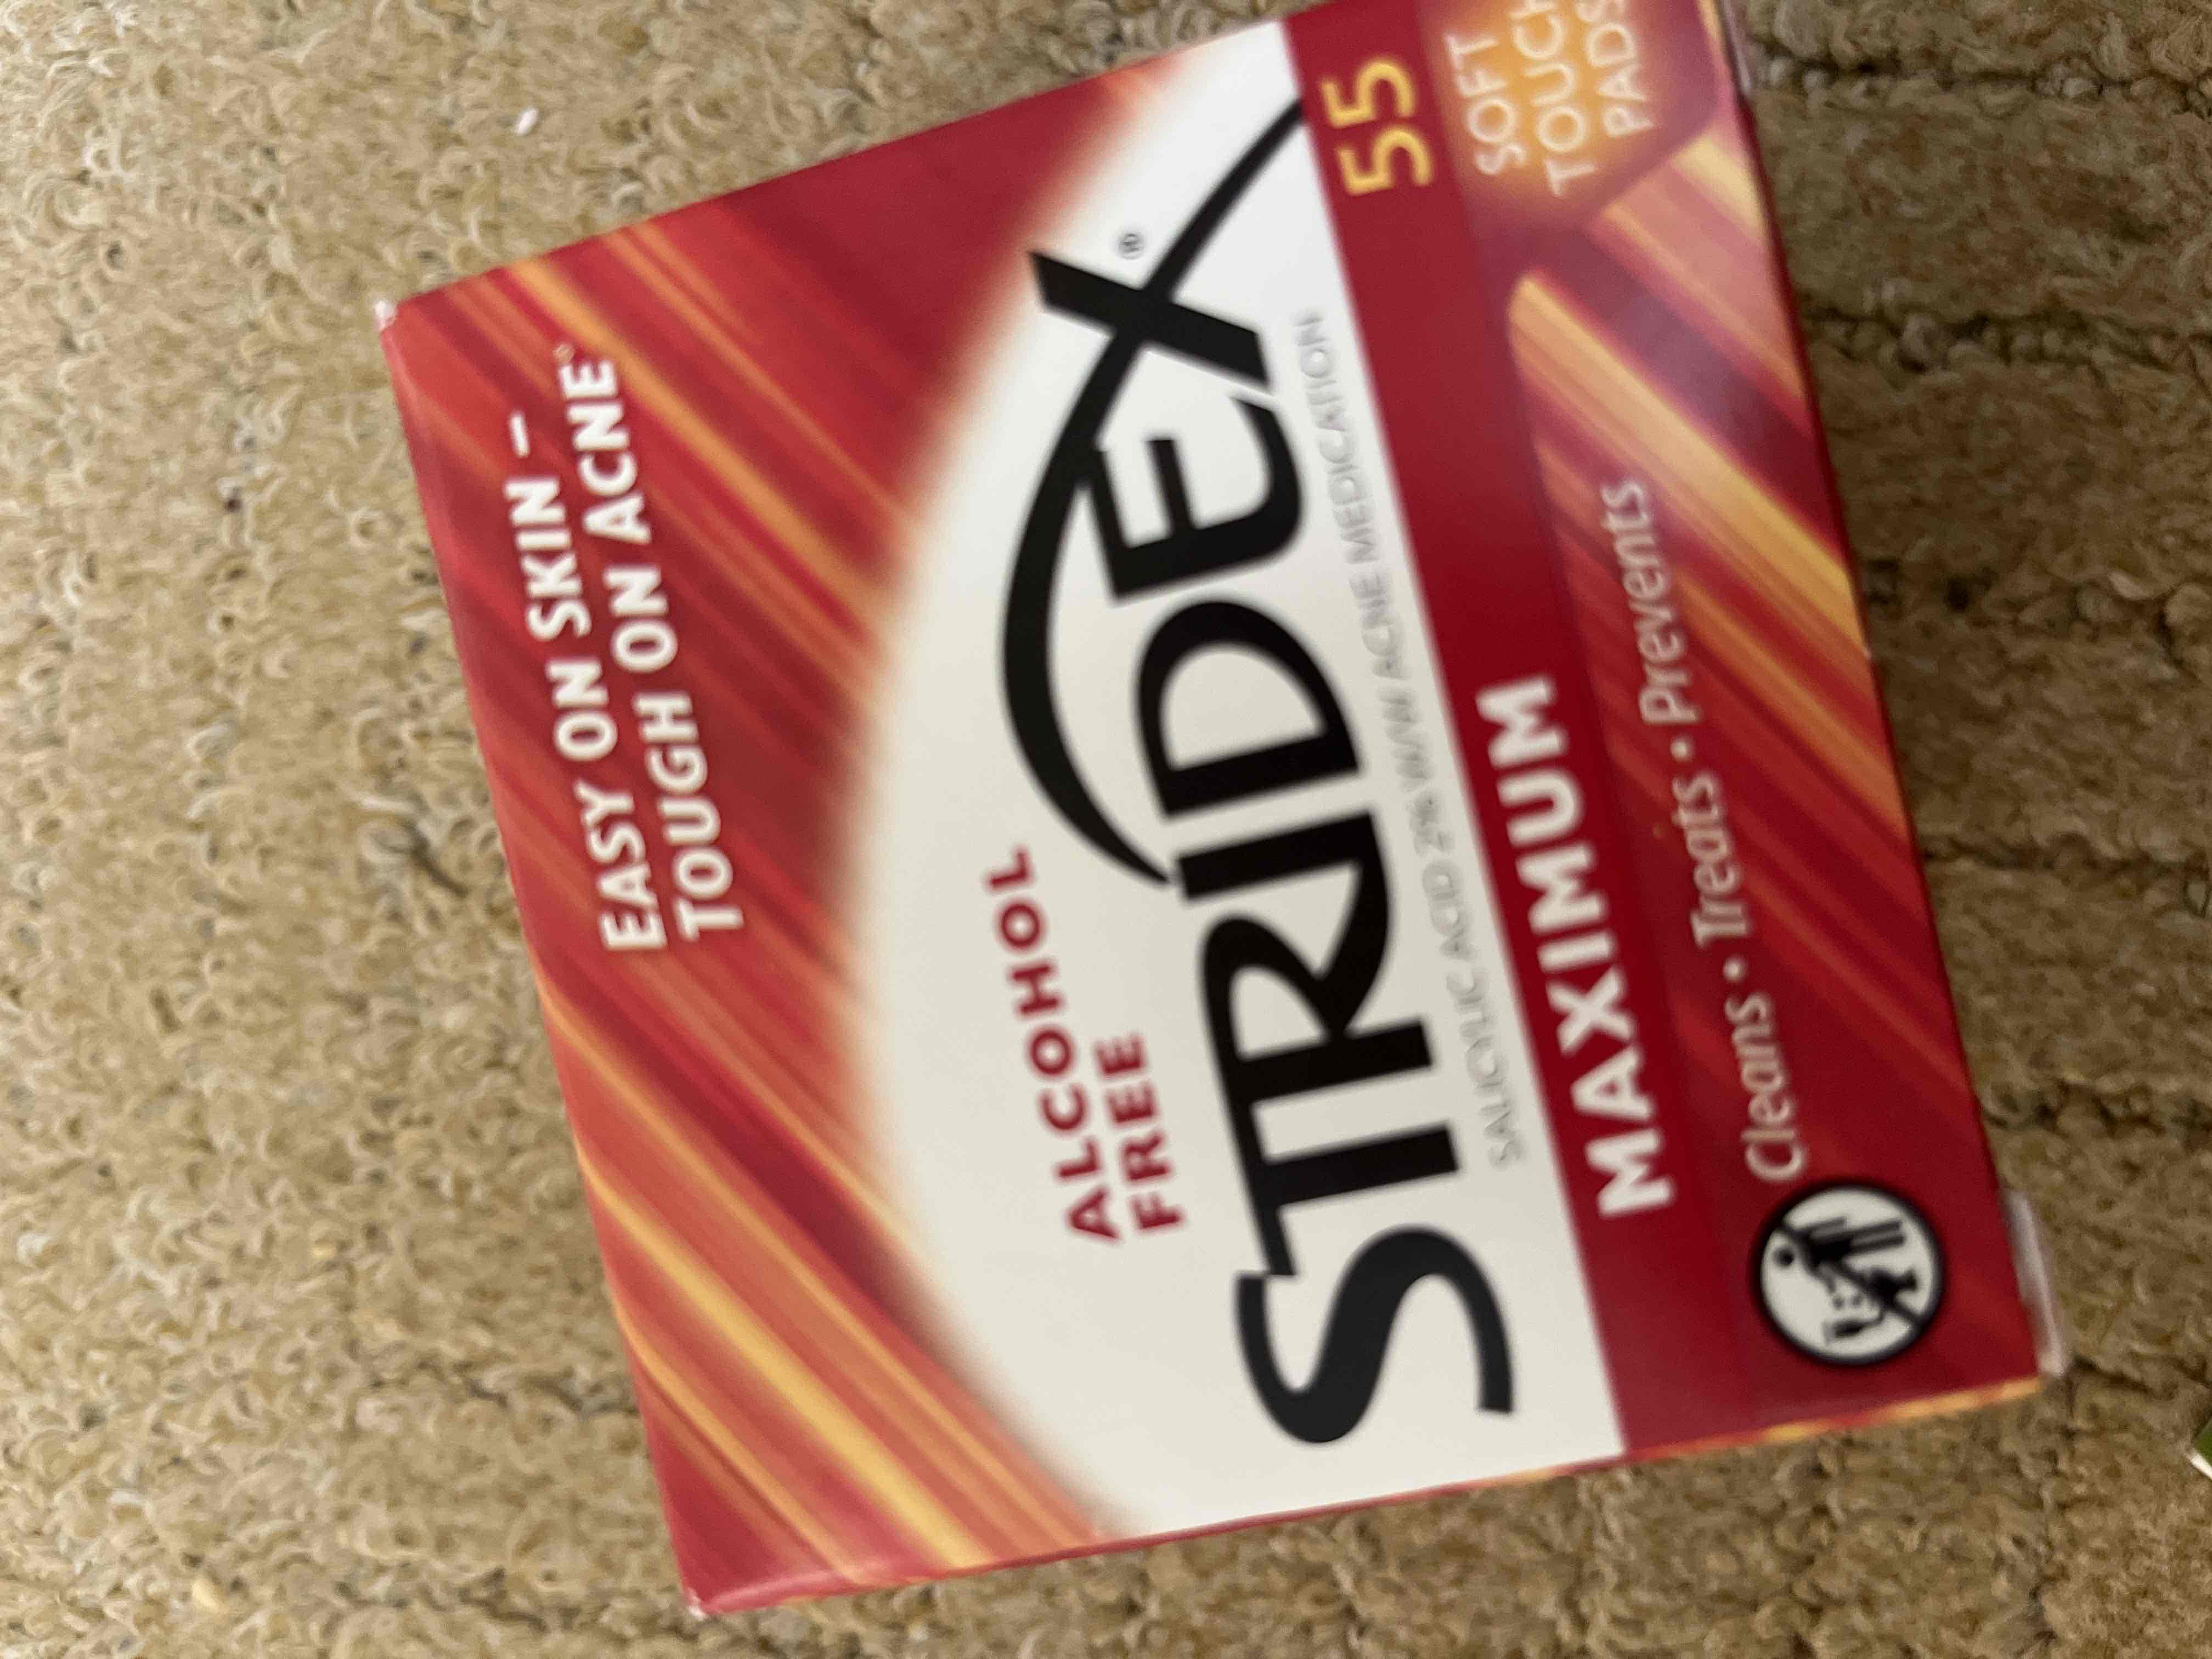 EASY ON SKIN –
TOUGH ON ACNE
ALCOHOL
FREE
STRIDEX®
SALICYLIC ACID 2% W/W ACNE MEDICATION
MAXIMUM
55
Cleans • Treats • Prevents
SOFT
TOUCH
PADS